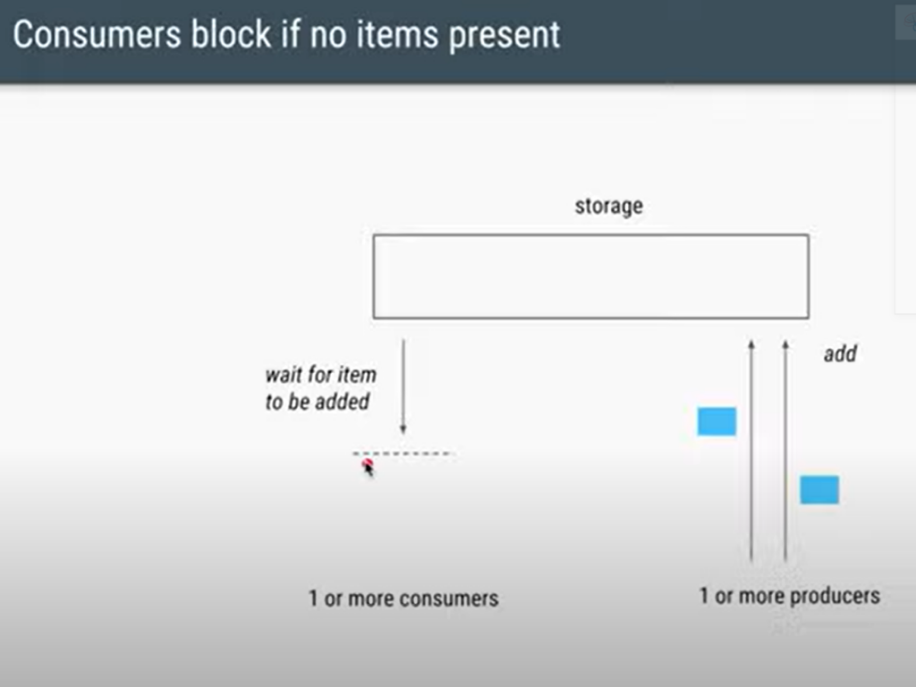 Consumers block if no items present
storage
wait for item
to be added
add
1 or more consumers
1 or more producers